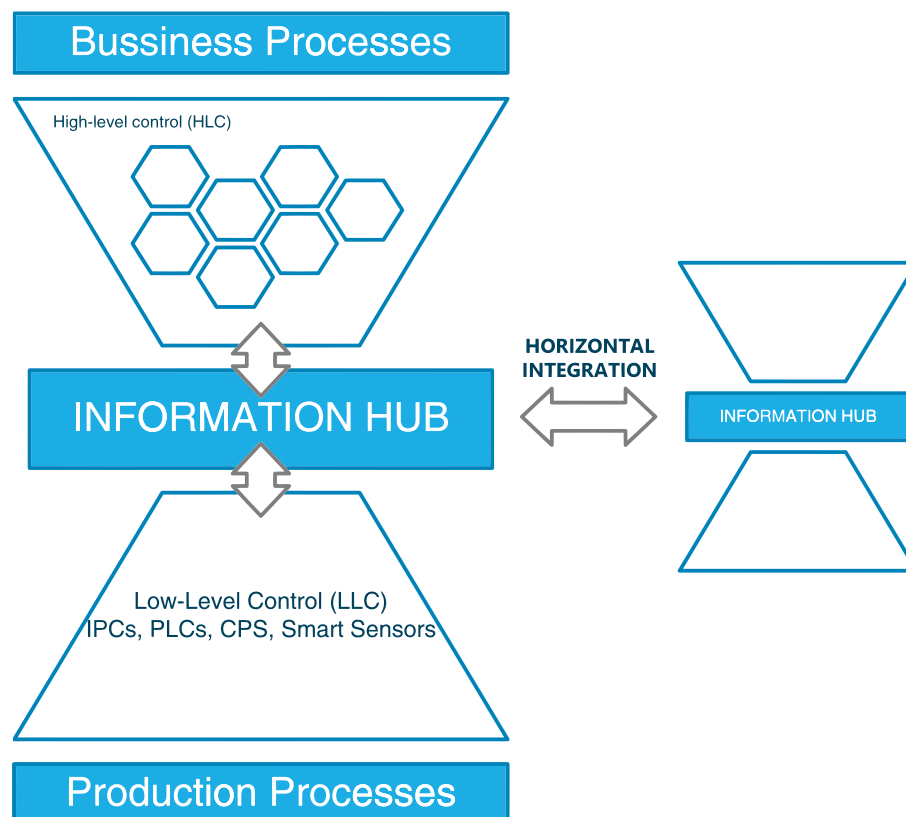 Bussiness Processes
High-level control (HLC)
HORIZONTAL
INTEGRATION
INFORMATION HUB
INFORMATION HUB
Low-Level Control (LLC)
IPCs, PLCs, CPS, Smart Sensors
Production Processes